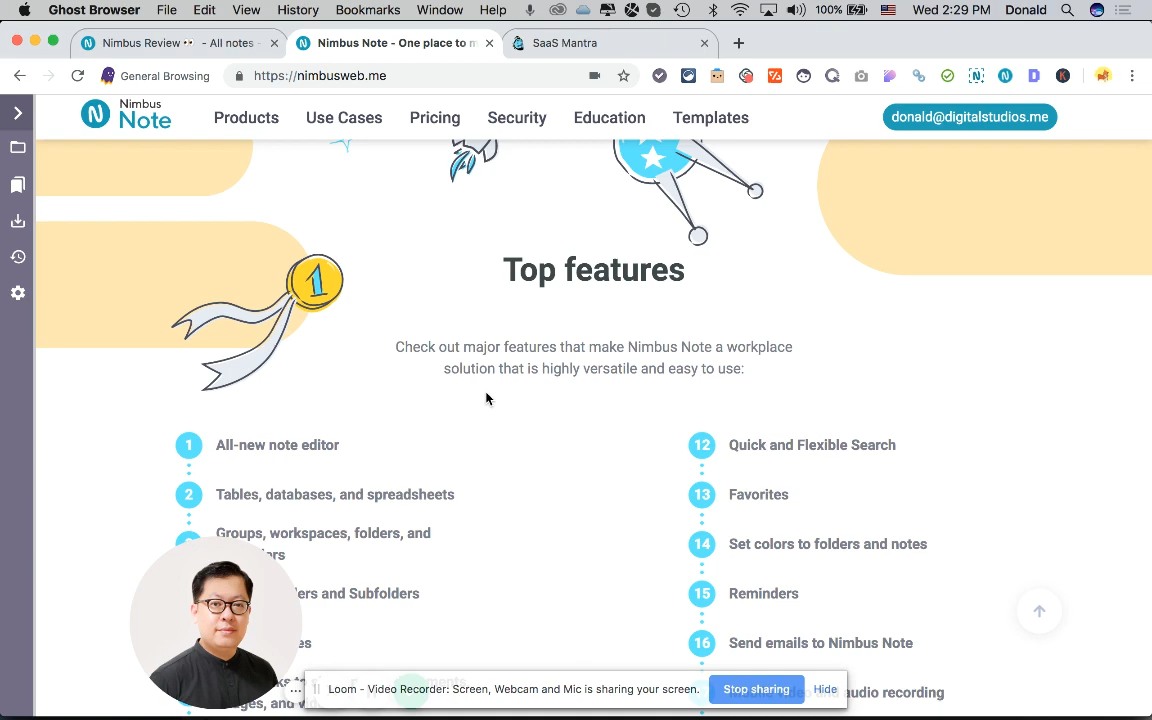 Ghost Browser File Edit View History Bookmarks Window Help 100% Wed 2:29 PM Donald
Nimbus Review 👀 - All notes - Nimbus Note - One place to m SaaS Mantra
General Browsing https://nimbusweb.me
Nimbus
Note
Products Use Cases Pricing Security Education Templates donald@digitalstudios.me
1
Top features
Check out major features that make Nimbus Note a workplace
solution that is highly versatile and easy to use:
1 All-new note editor
2 Tables, databases, and spreadsheets
Groups, workspaces, folders, and
and Subfolders
12 Quick and Flexible Search
13 Favorites
14 Set colors to folders and notes
15 Reminders
16 Send emails to Nimbus Note
audio recording
Loom - Video Recorder: Screen, Webcam and Mic is sharing your screen. Stop sharing Hide